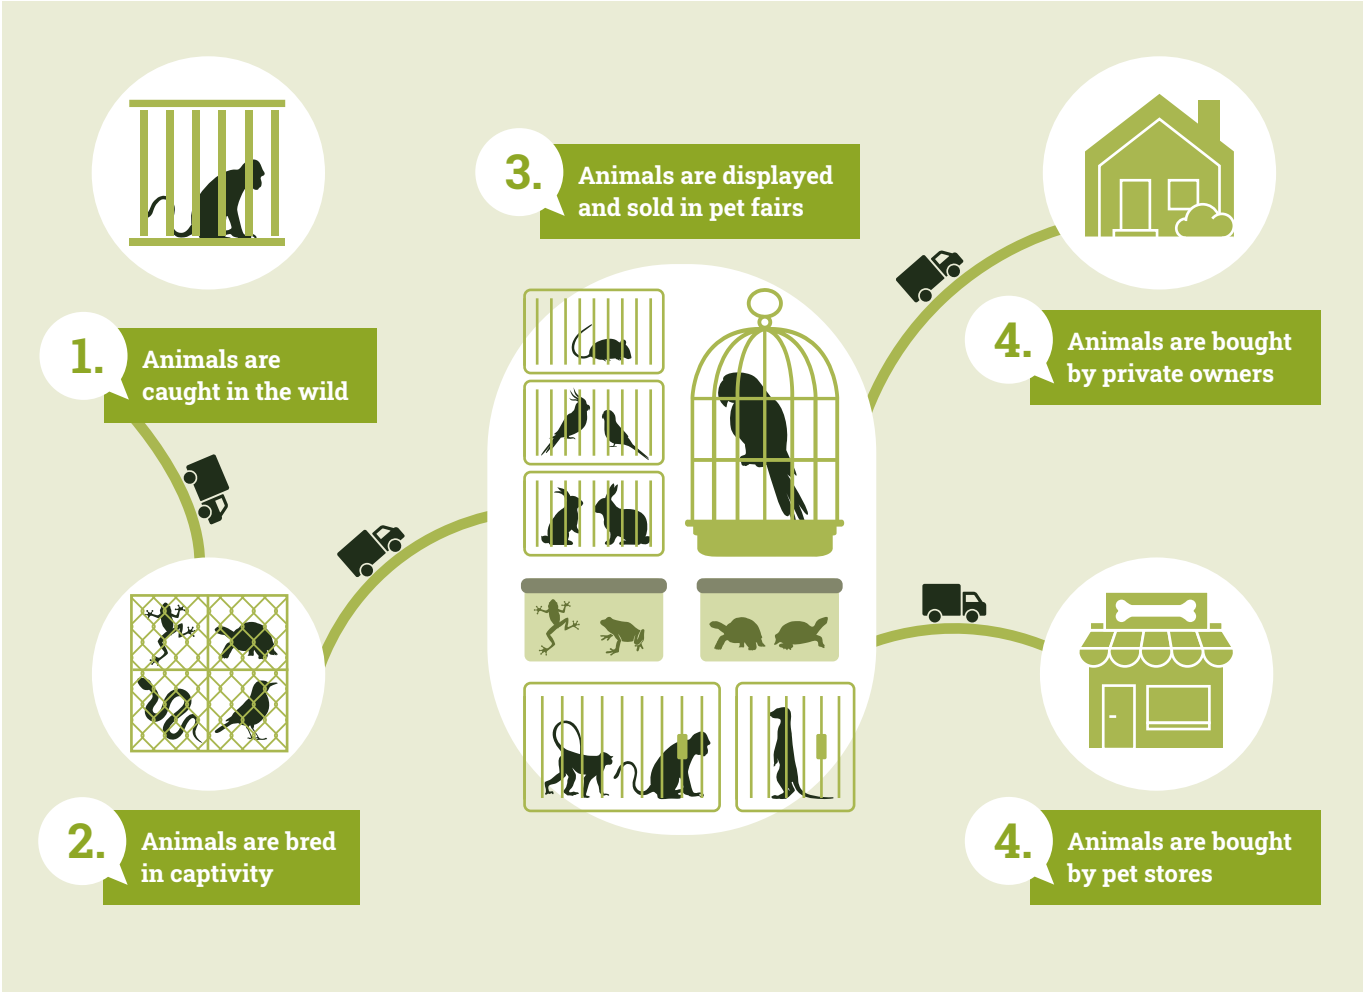 1.
Animals are
caught in the wild
2.
Animals are bred
in captivity
3.
Animals are displayed
and sold in pet fairs
4.
Animals are bought
by private owners
4.
Animals are bought
by pet stores